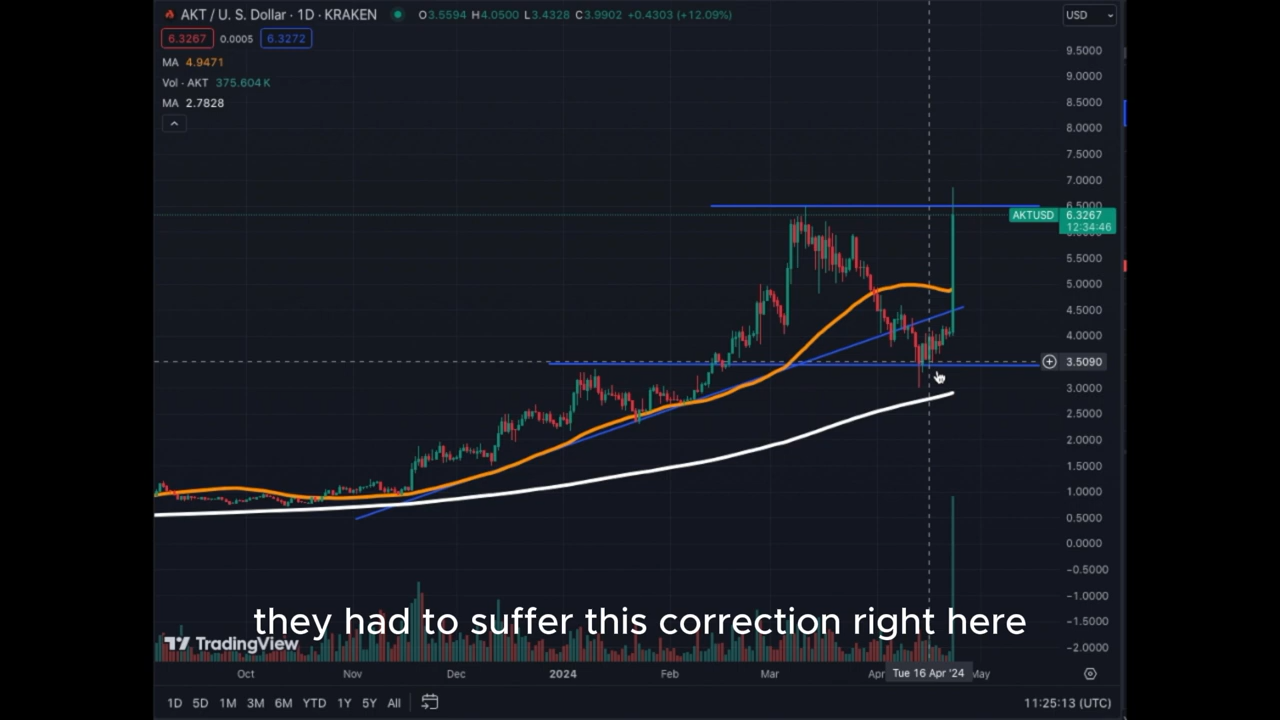 AKT / U. S. Dollar · 1D · KRAKEN O3.5594 H4.0500 L3.4328 C3.9902 +0.4303 (+12.09%)
USD
6.3267 0.0005 6.3272
MA 4.9471
Vol · AKT 375.604 K
MA 2.7828
9.5000
9.0000
8.5000
8.0000
7.5000
7.0000
6.5000
AKTUSD 6.3267
12:34:46
5.5000
5.0000
4.5000
4.0000
3.5090
3.0000
2.5000
2.0000
1.5000
1.0000
0.5000
0.0000
−0.5000
−1.0000
−1.5000
−2.0000
they had to suffer this correction right here
TradingView
Oct Nov Dec 2024 Feb Mar Apr Tue 16 Apr '24 May
1D 5D 1M 3M 6M YTD 1Y 5Y All 11:25:13 (UTC)